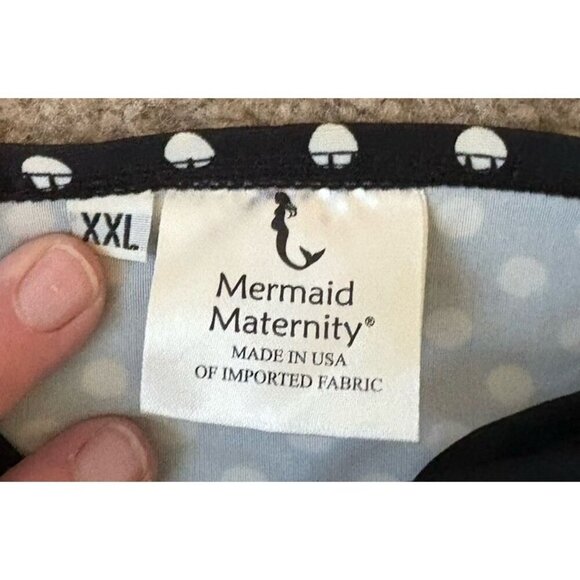 XXL
Mermaid
Maternity®
MADE IN USA
OF IMPORTED FABRIC